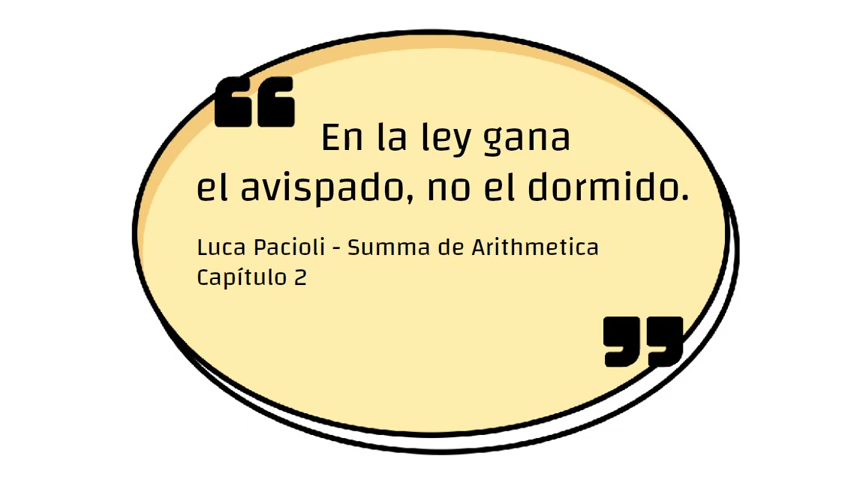 “
En la ley gana
el avispado, no el dormido.
Luca Pacioli - Summa de Arithmetica
Capítulo 2
”